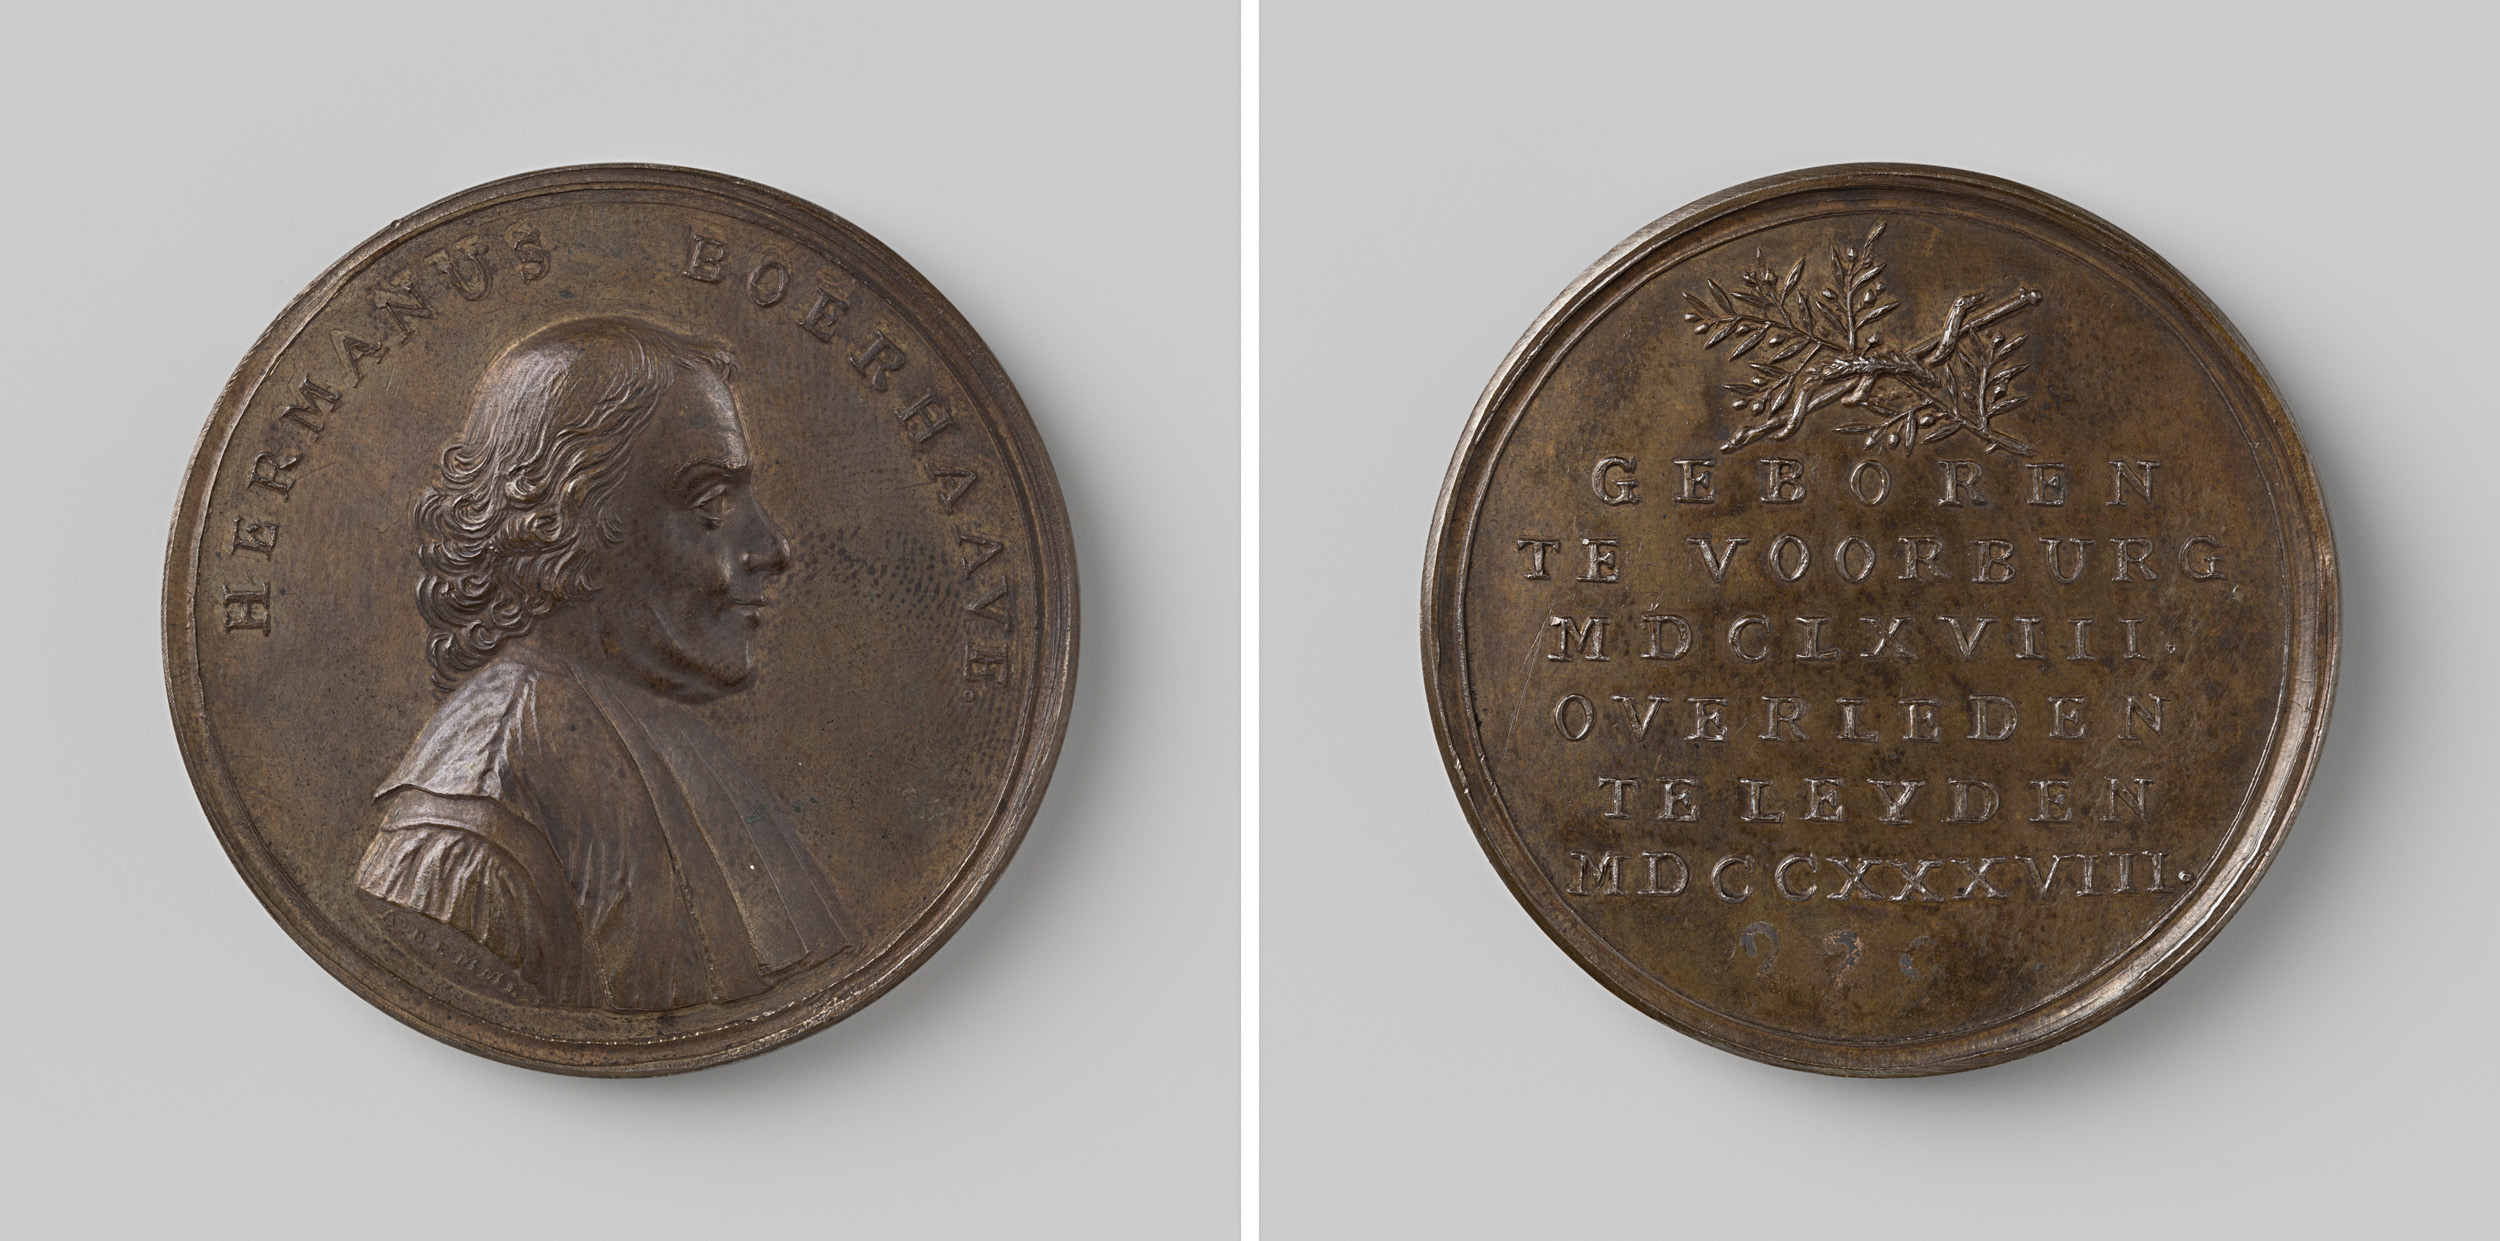 HERMANUS BOERHAAVE.
GEBOREN
TE VOORBURG
MDCLXVIII.
OVERLEDEN
TE LEYDEN
MDCCXXXVIII.